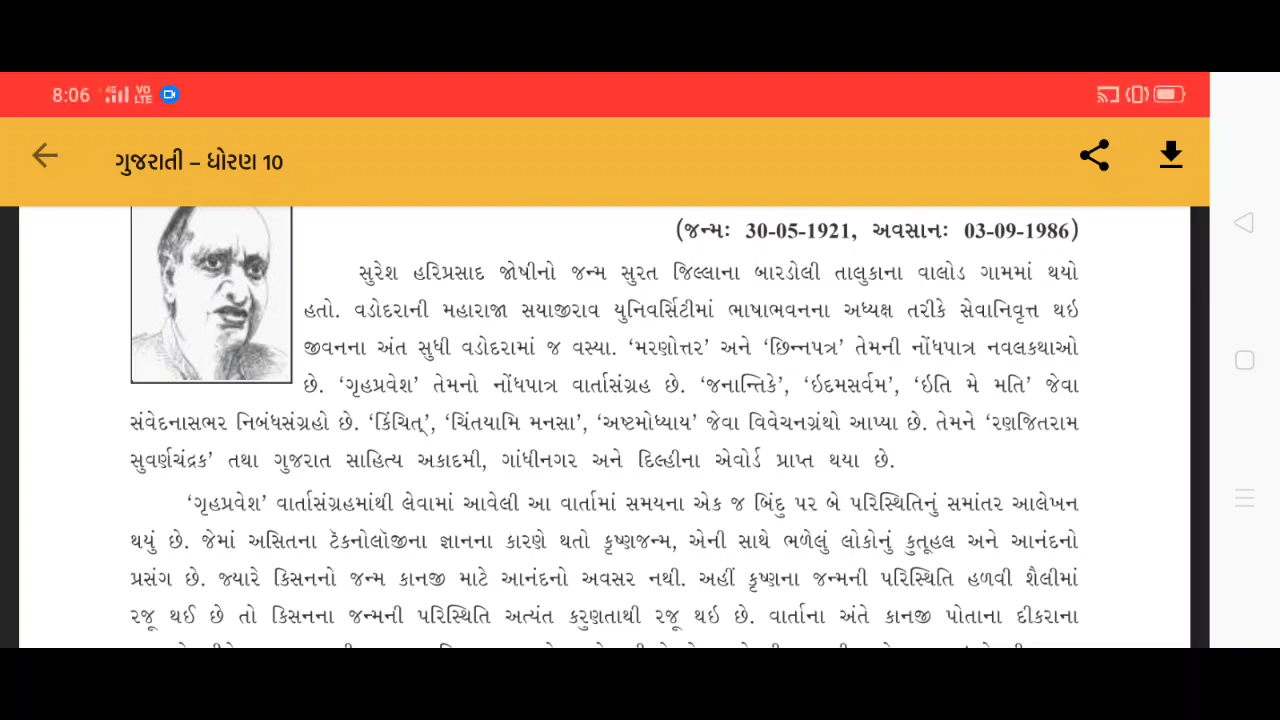 8:06 4G VO LTE
ગુજરાતી – ધોરણ 10
(જન્મઃ 30-05-1921, અવસાનઃ 03-09-1986)
સુરેશ હરિપ્રસાદ જોષીનો જન્મ સુરત જિલ્લાના બારડોલી તાલુકાના વાલોડ ગામમાં થયો
હતો. વડોદરાની મહારાજા સયાજીરાવ યુનિવર્સિટીમાં ભાષાભવનના અધ્યક્ષ તરીકે સેવાનિવૃત્ત થઇ
જીવનના અંત સુધી વડોદરામાં જ વસ્યા. ‘મરણોત્તર’ અને ‘છિન્નપત્ર’ તેમની નોંધપાત્ર નવલકથાઓ
છે. ‘ગૃહપ્રવેશ’ તેમનો નોંધપાત્ર વાર્તાસંગ્રહ છે. ‘જનાન્તિકે’, ‘ઇદમસર્વમ’, ‘ઇતિ મે મતિ’ જેવા
સંવેદનાસભર નિબંધસંગ્રહો છે. ‘કિંચિત્’, ‘ચિંતયામિ મનસા’, ‘અષ્ટમોધ્યાય’ જેવા વિવેચનગ્રંથો આપ્યા છે. તેમને ‘રણજિતરામ
સુવર્ણચંદ્રક’ તથા ગુજરાત સાહિત્ય અકાદમી, ગાંધીનગર અને દિલ્હીના એવોર્ડ પ્રાપ્ત થયા છે.
‘ગૃહપ્રવેશ’ વાર્તાસંગ્રહમાંથી લેવામાં આવેલી આ વાર્તામાં સમયના એક જ બિંદુ પર બે પરિસ્થિતિનું સમાંતર આલેખન
થયું છે. જેમાં અસિતના ટૅકનોલૉજીના જ્ઞાનના કારણે થતો કૃષ્ણજન્મ, એની સાથે ભળેલું લોકોનું કુતૂહલ અને આનંદનો
પ્રસંગ છે. જ્યારે કિસનનો જન્મ કાનજી માટે આનંદનો અવસર નથી. અહીં કૃષ્ણના જન્મની પરિસ્થિતિ હળવી શૈલીમાં
રજૂ થઈ છે તો કિસનના જન્મની પરિસ્થિતિ અત્યંત કરુણતાથી રજૂ થઇ છે. વાર્તાના અંતે કાનજી પોતાના દીકરાના